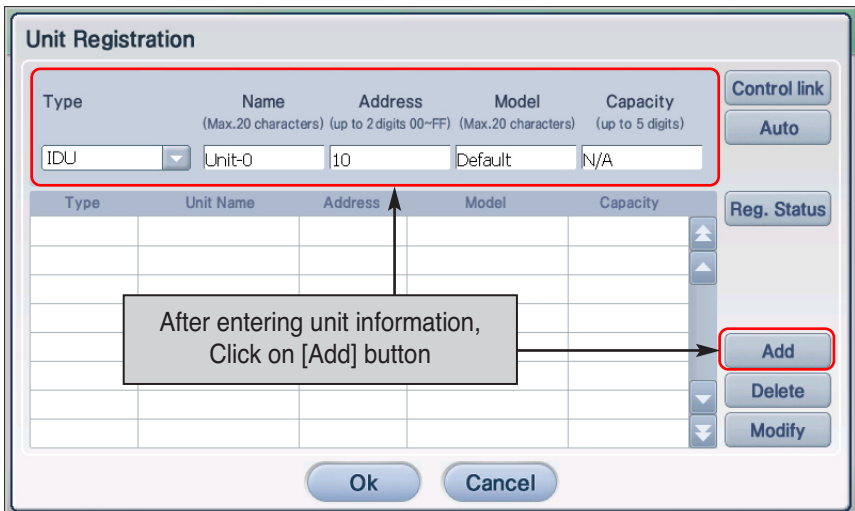 Unit Registration
Type Name Address Model Capacity
(Max.20 characters) (up to 2 digits 00~FF) (Max.20 characters) (up to 5 digits)
IDU Unit-0 10 Default N/A
Control link
Auto
Type Unit Name Address Model Capacity
Reg. Status
After entering unit information,
Click on [Add] button
Add
Delete
Modify
Ok Cancel